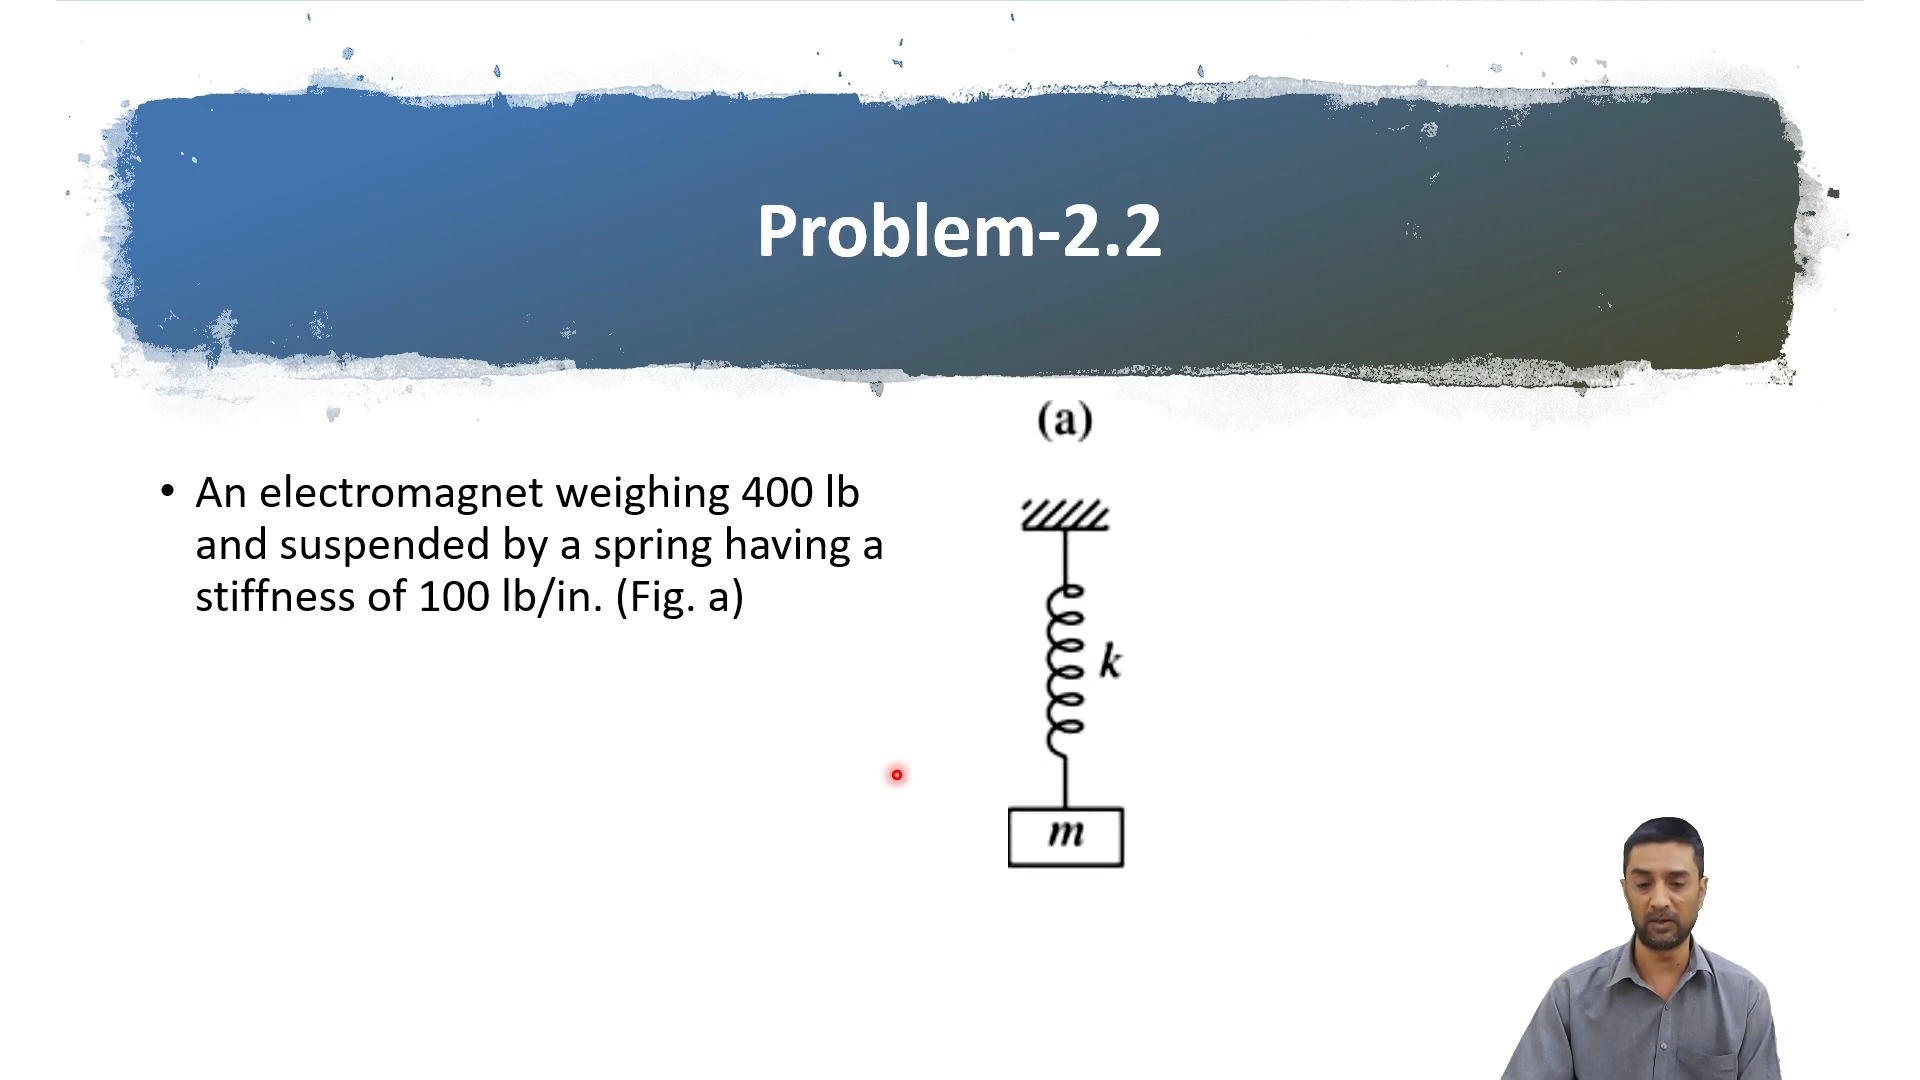 Problem-2.2
(a)
• An electromagnet weighing 400 lb
and suspended by a spring having a
stiffness of 100 lb/in. (Fig. a)
k
m